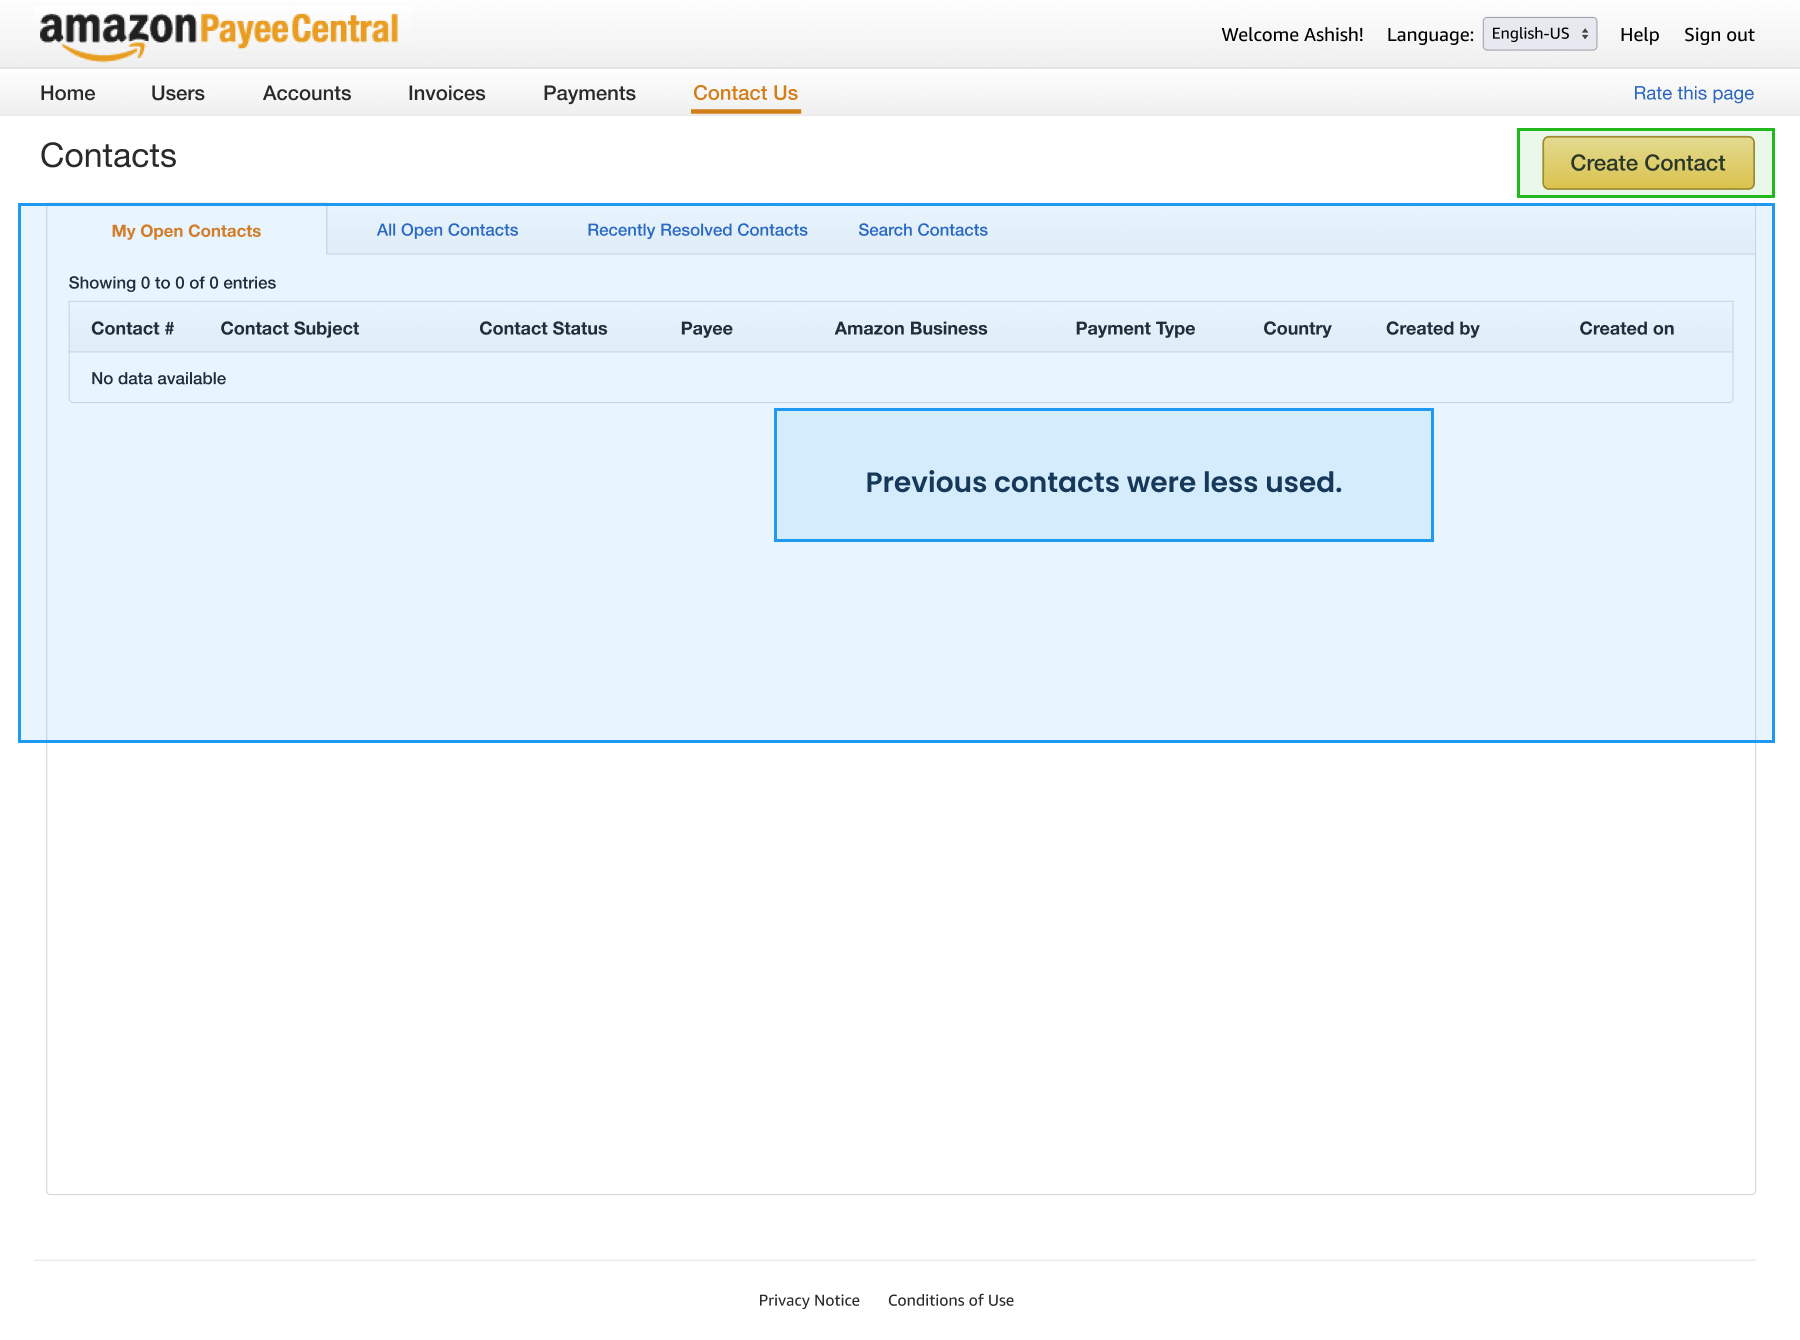 amazonPayeeCentral
Welcome Ashish! Language: English-US Help Sign out
Home Users Accounts Invoices Payments Contact Us Rate this page
Contacts
Create Contact
My Open Contacts All Open Contacts Recently Resolved Contacts Search Contacts
Showing 0 to 0 of 0 entries
Contact # Contact Subject Contact Status Payee Amazon Business Payment Type Country Created by Created on
No data available
Previous contacts were less used.
Privacy Notice Conditions of Use